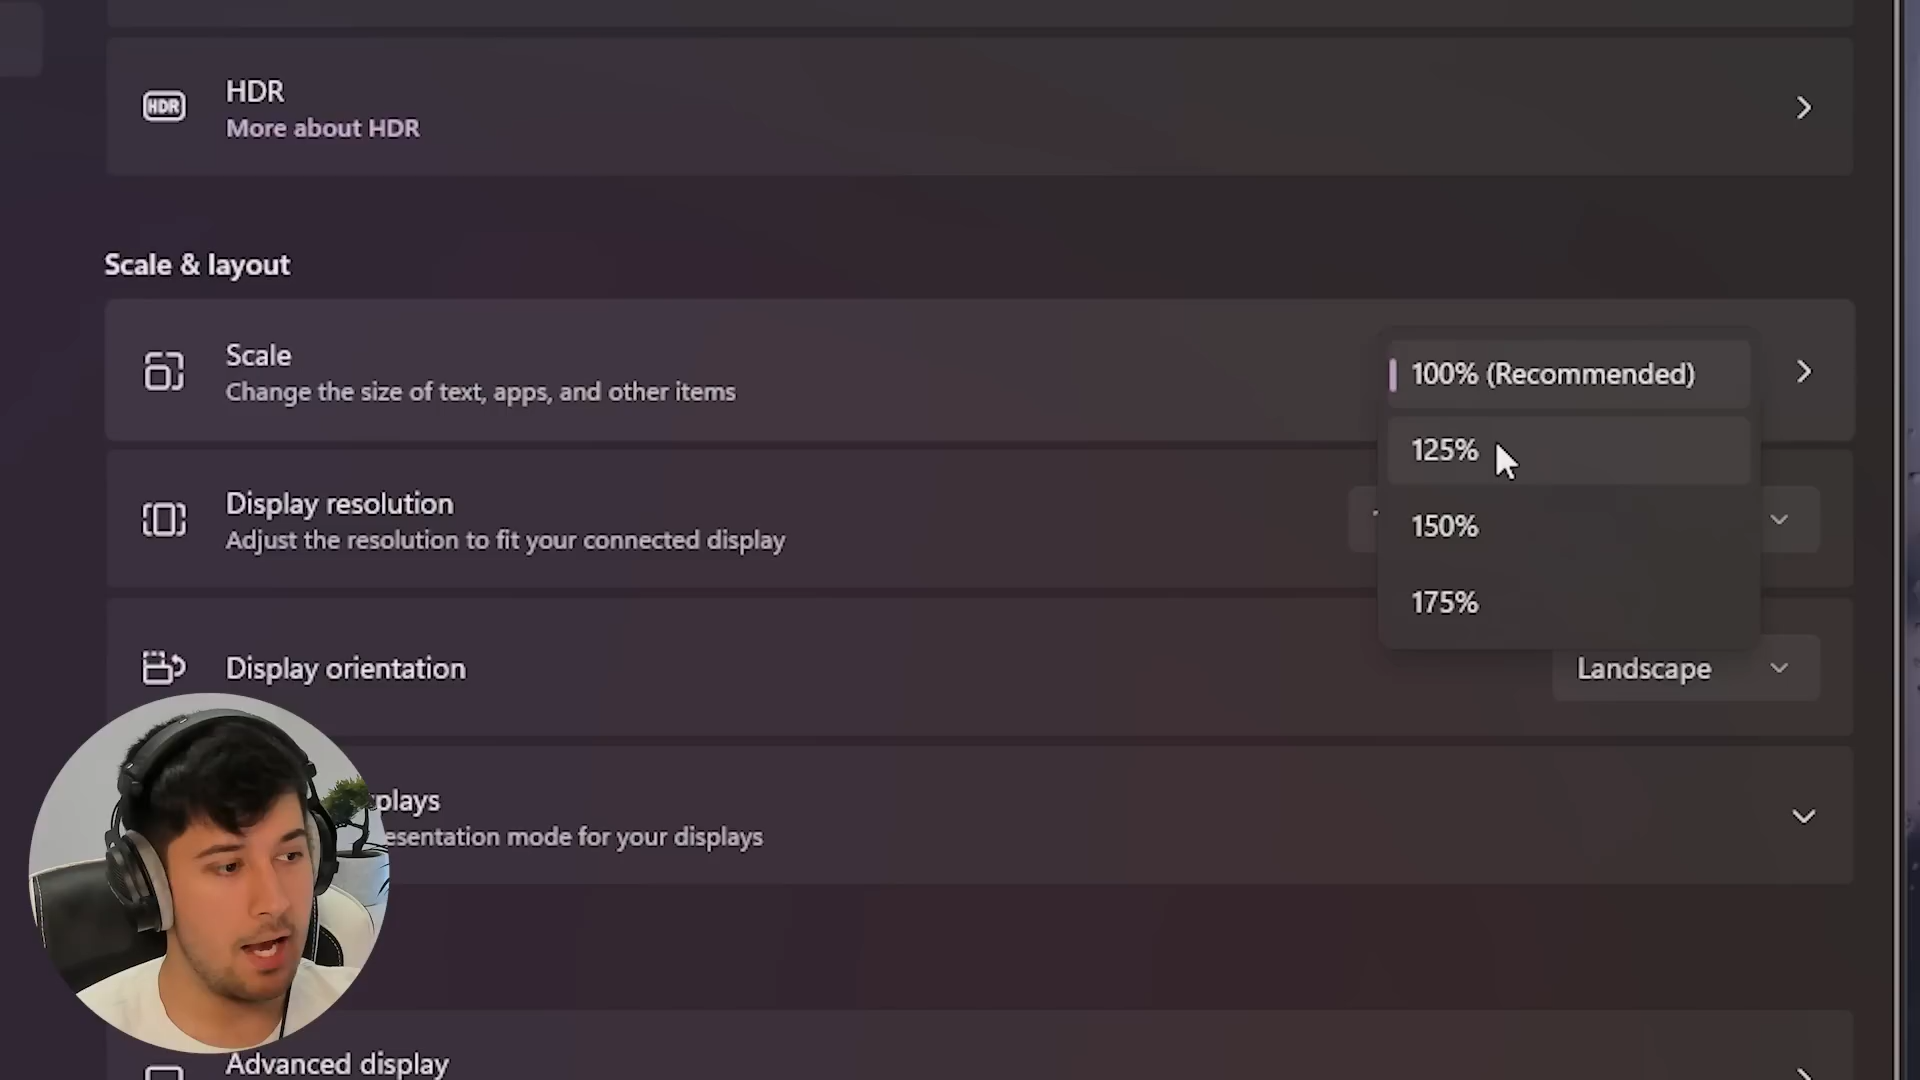 HDR
HDR
More about HDR
Scale & layout
Scale
Change the size of text, apps, and other items
100% (Recommended)
125%
150%
175%
Display resolution
Adjust the resolution to fit your connected display
Display orientation
Landscape
plays
esentation mode for your displays
Advanced display